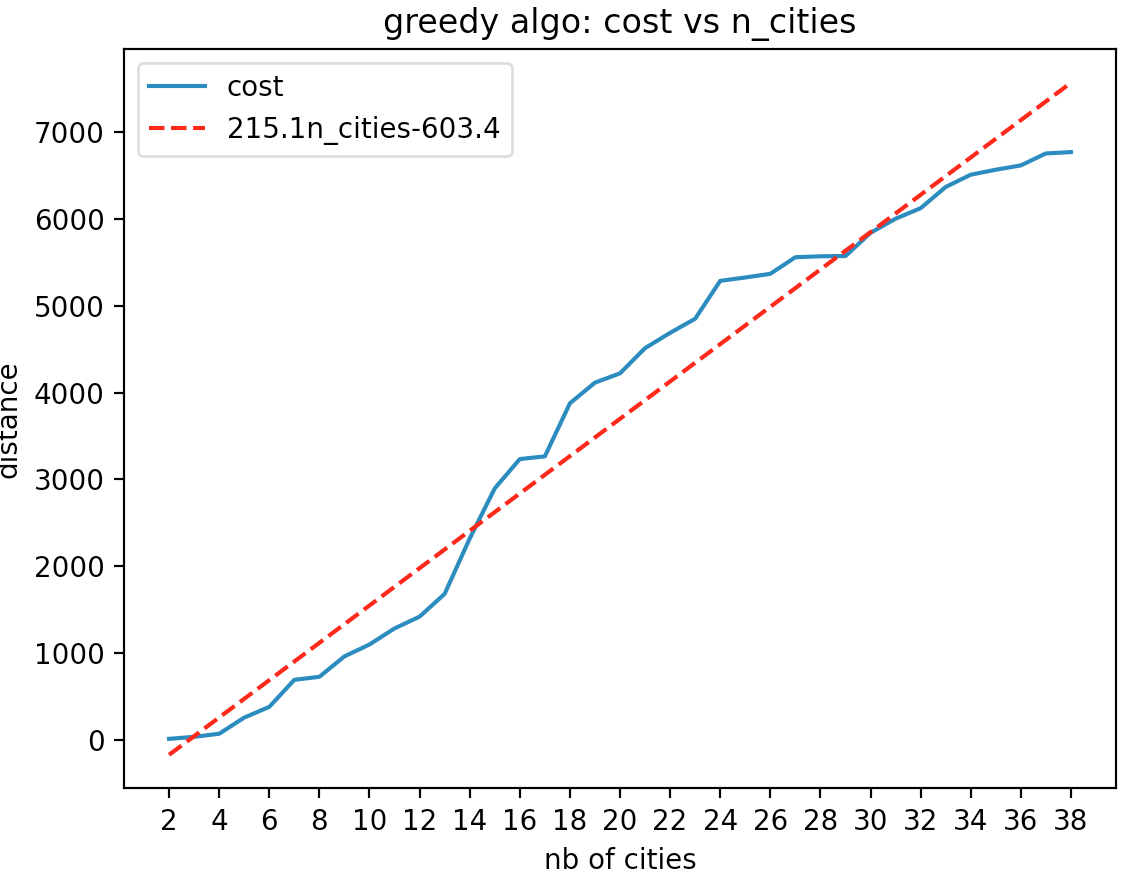 greedy algo: cost vs n_cities
cost
215.1n_cities-603.4
distance
7000
6000
5000
4000
3000
2000
1000
0
2 4 6 8 10 12 14 16 18 20 22 24 26 28 30 32 34 36 38
nb of cities